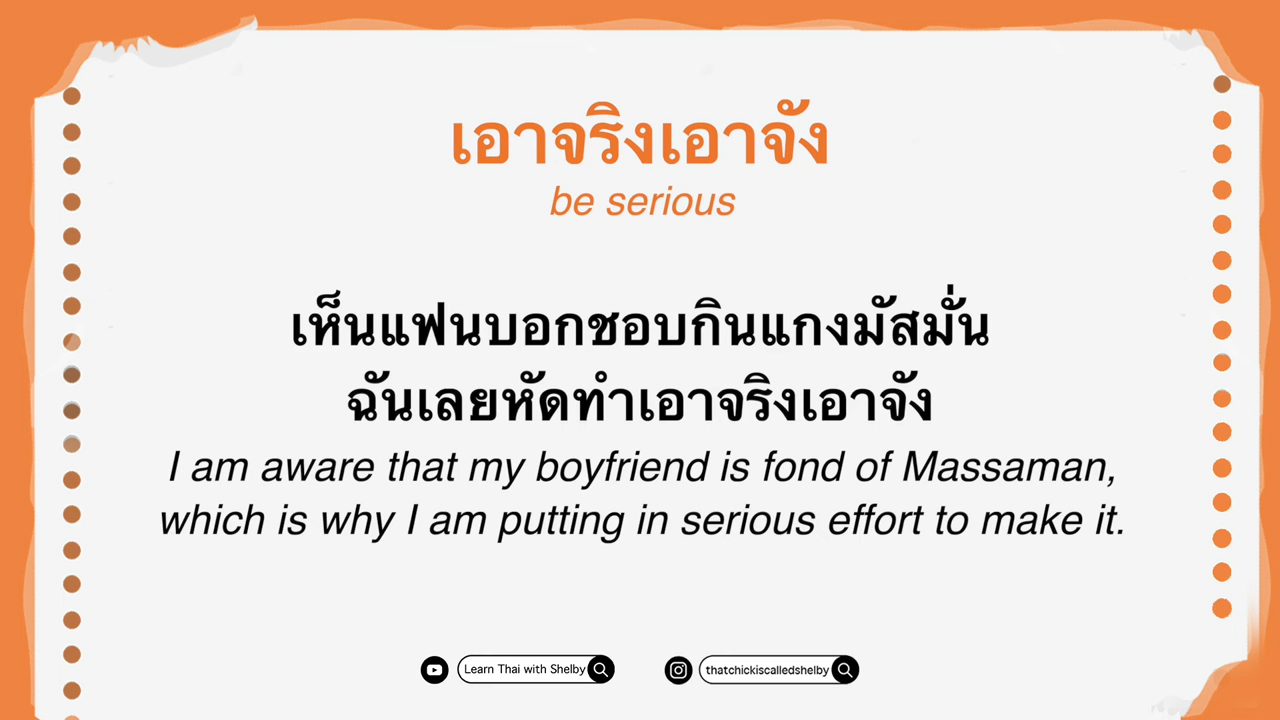 เอาจริงเอาจัง
be serious
เห็นแฟนบอกชอบกินแกงมัสมั่น
ฉันเลยหัดทำเอาจริงเอาจัง
I am aware that my boyfriend is fond of Massaman,
which is why I am putting in serious effort to make it.
Learn Thai with Shelby
thatchickiscalledshelby